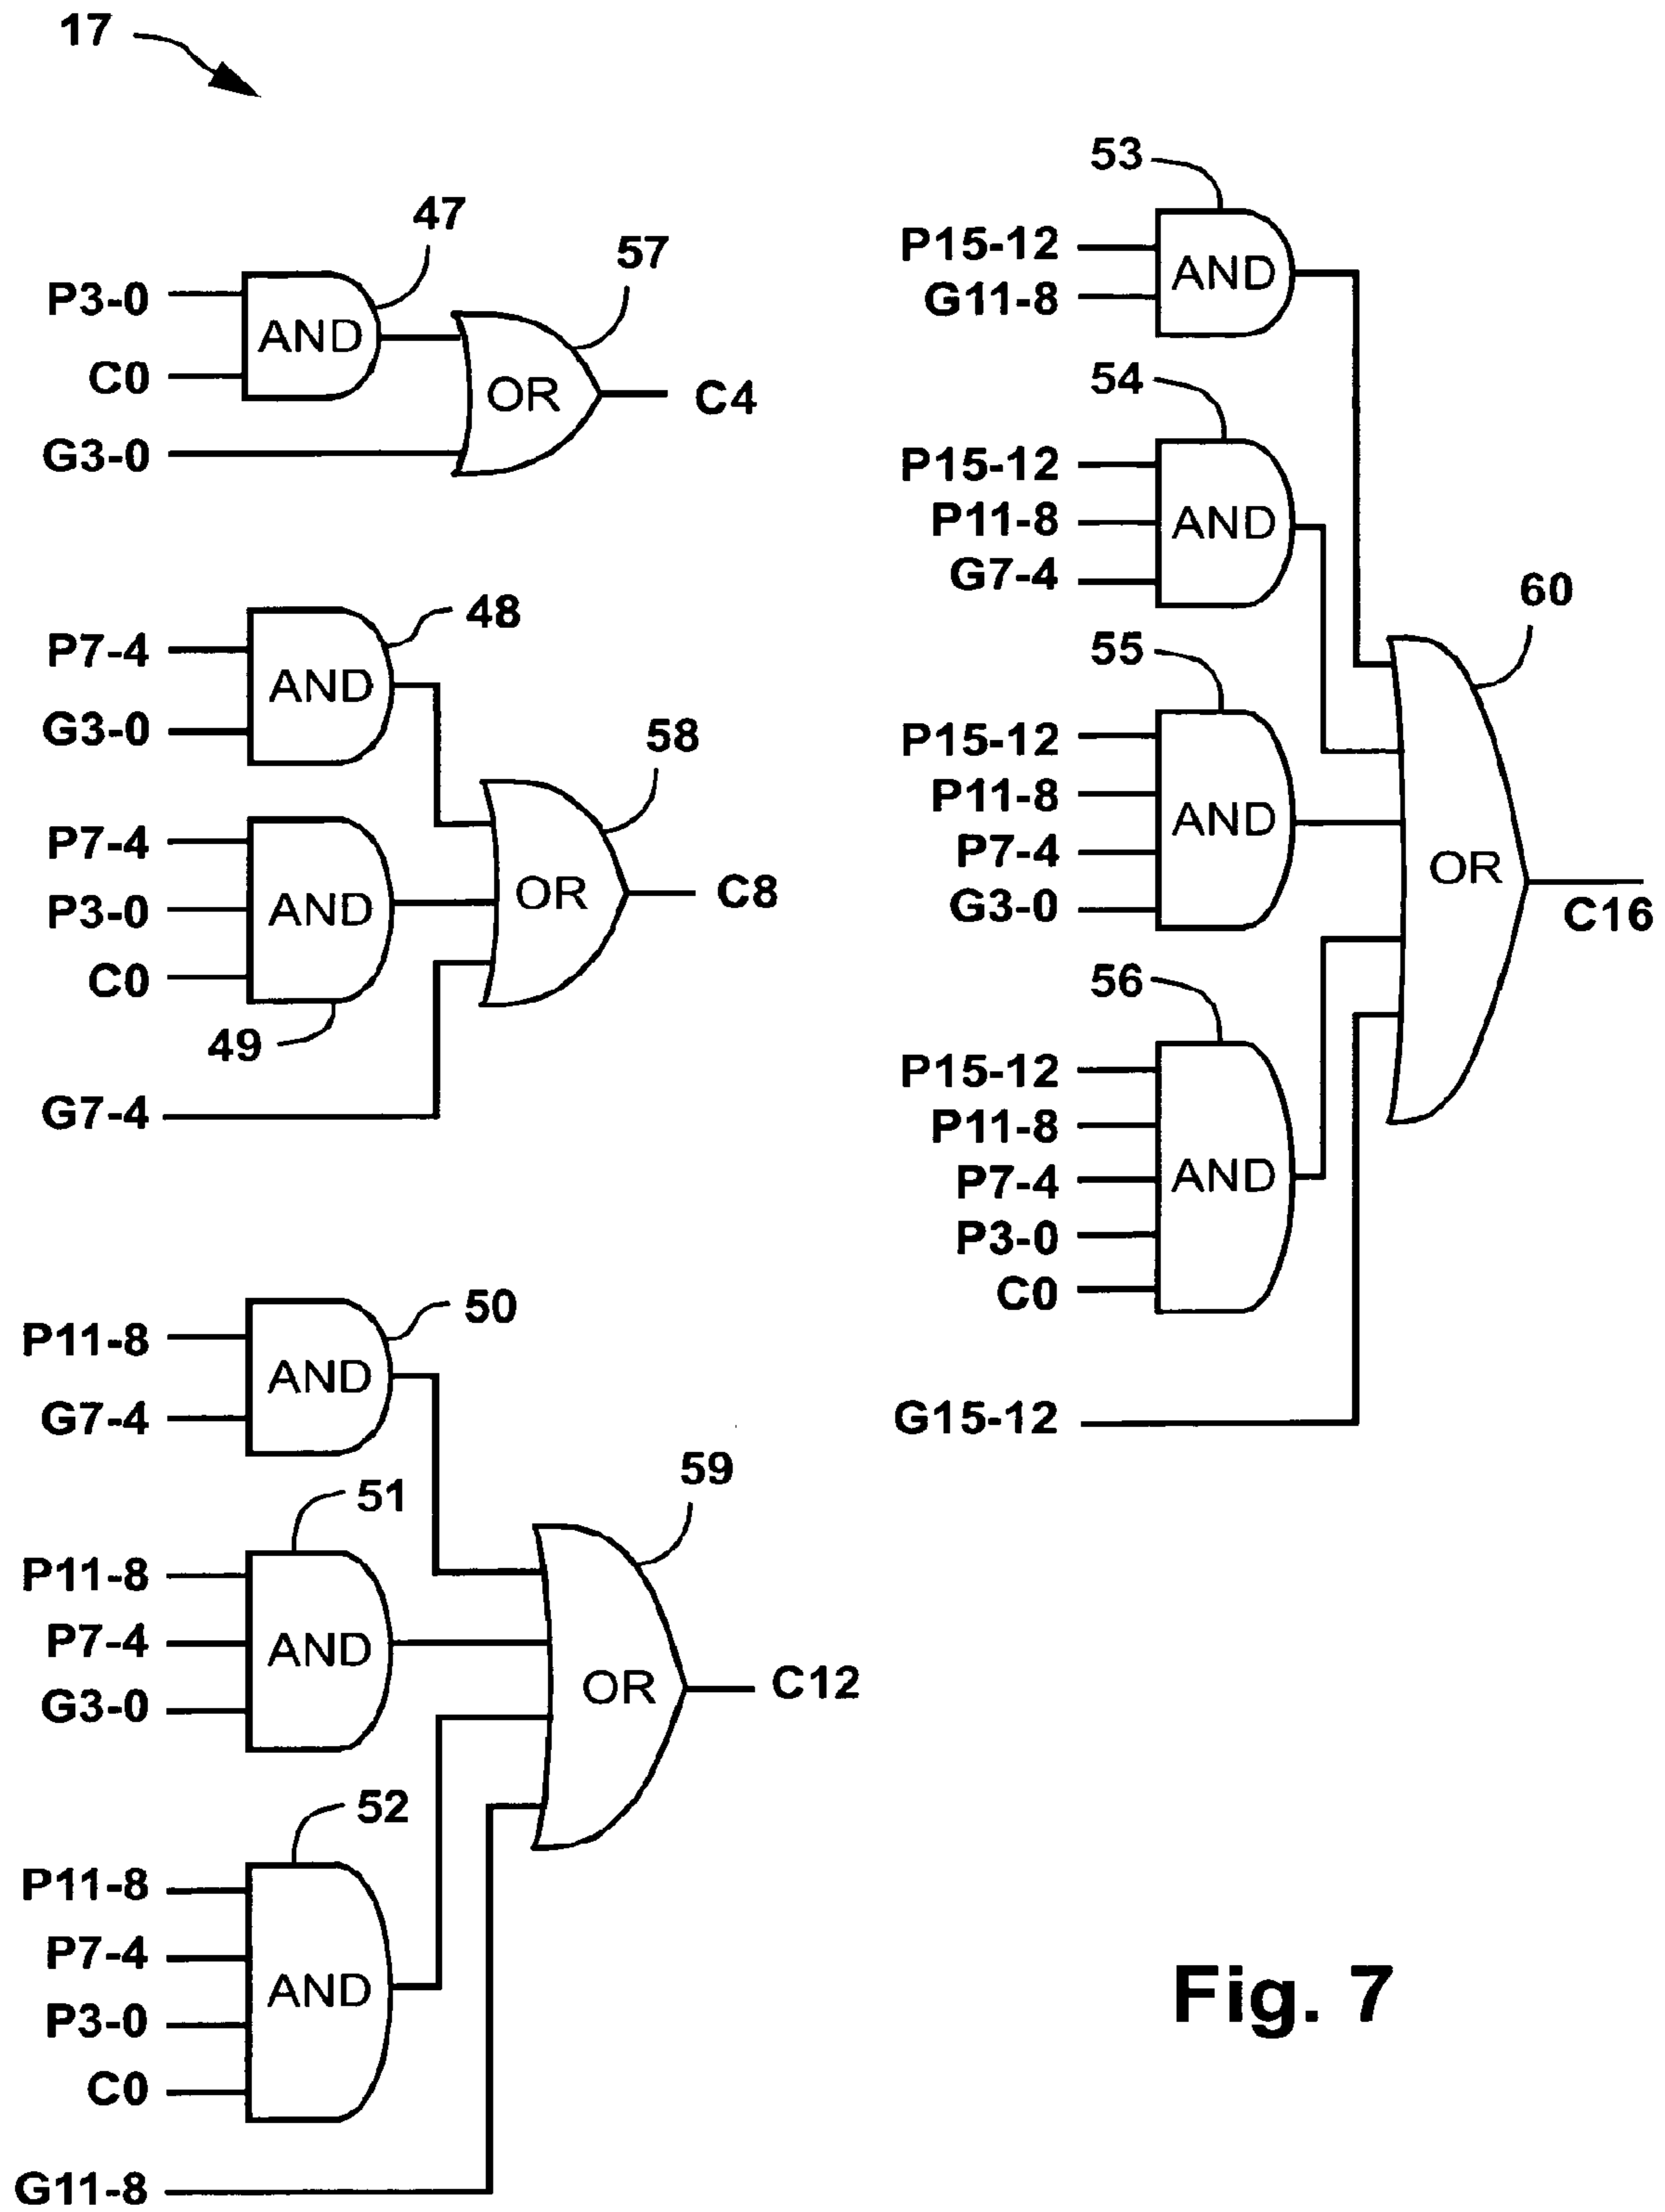 17
47
57
P3-0
AND
C0
OR
C4
G3-0
48
P7-4
AND
G3-0
58
P7-4
P3-0
AND
OR
C8
C0
49
G7-4
50
P11-8
AND
G7-4
59
51
P11-8
P7-4
AND
G3-0
OR
C12
52
P11-8
P7-4
AND
P3-0
C0
G11-8
53
P15-12
AND
G11-8
54
P15-12
P11-8
AND
G7-4
60
55
P15-12
P11-8
AND
P7-4
G3-0
OR
C16
56
P15-12
P11-8
P7-4
AND
P3-0
C0
G15-12
Fig. 7